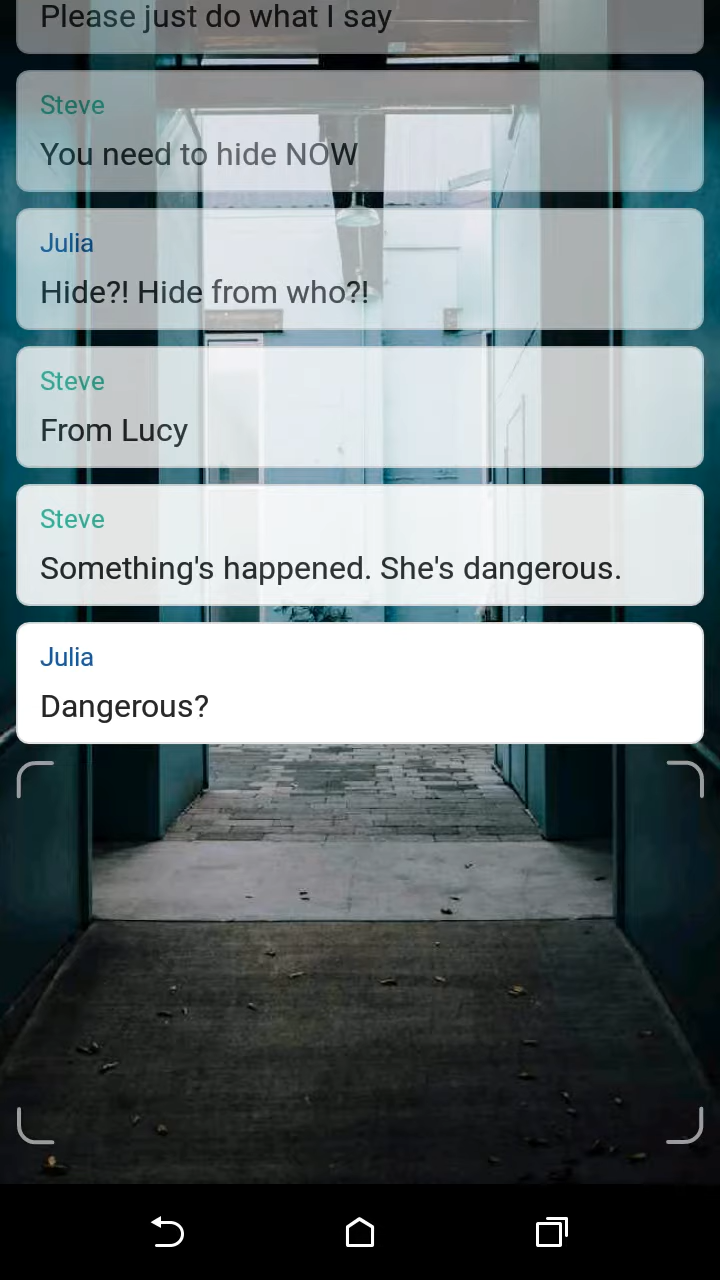 Please just do what I say
Steve
You need to hide NOW
Julia
Hide?! Hide from who?!
Steve
From Lucy
Steve
Something's happened. She's dangerous.
Julia
Dangerous?